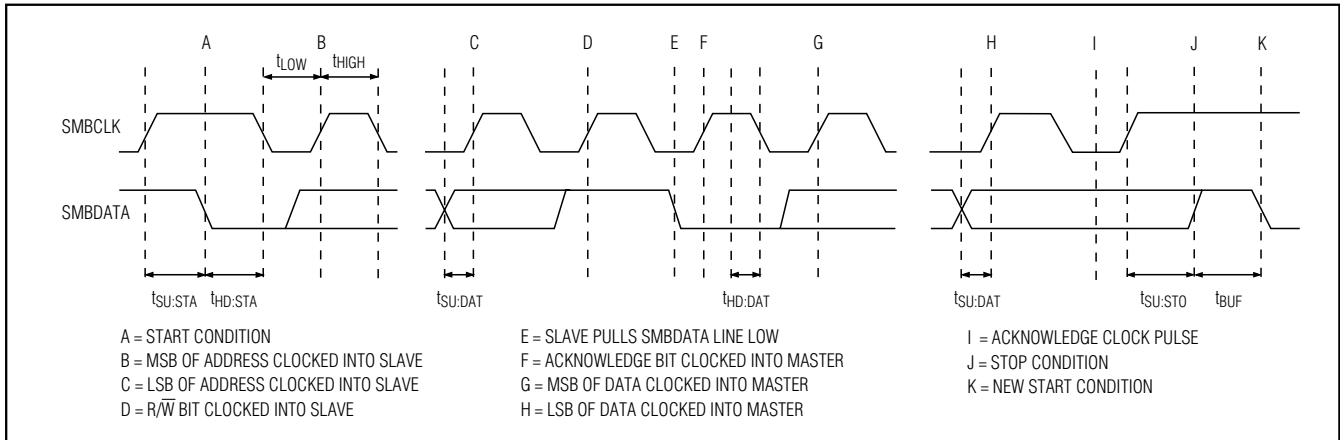 A B C D E F G H I J K
tLOW tHIGH
SMBCLK
SMBDATA
tSU:STA tHD:STA tSU:DAT tHD:DAT tSU:DAT tSU:STO tBUF
A = START CONDITION
B = MSB OF ADDRESS CLOCKED INTO SLAVE
C = LSB OF ADDRESS CLOCKED INTO SLAVE
D = R/W̅ BIT CLOCKED INTO SLAVE
E = SLAVE PULLS SMBDATA LINE LOW
F = ACKNOWLEDGE BIT CLOCKED INTO MASTER
G = MSB OF DATA CLOCKED INTO MASTER
H = LSB OF DATA CLOCKED INTO MASTER
I = ACKNOWLEDGE CLOCK PULSE
J = STOP CONDITION
K = NEW START CONDITION